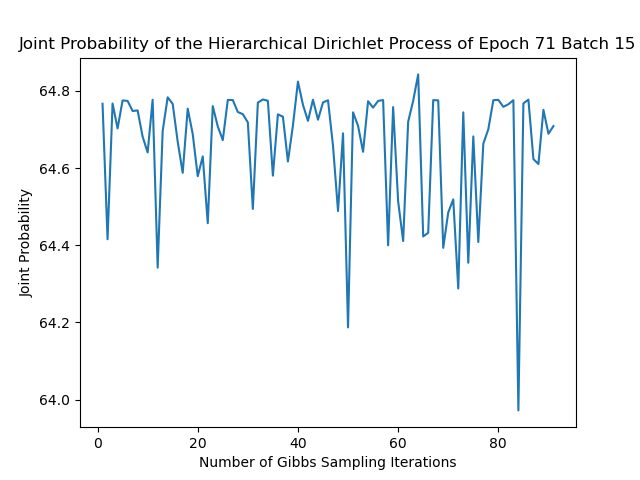 Joint Probability of the Hierarchical Dirichlet Process of Epoch 71 Batch 15
64.8
64.6
64.4
64.2
64.0
Joint Probability
0 20 40 60 80
Number of Gibbs Sampling Iterations